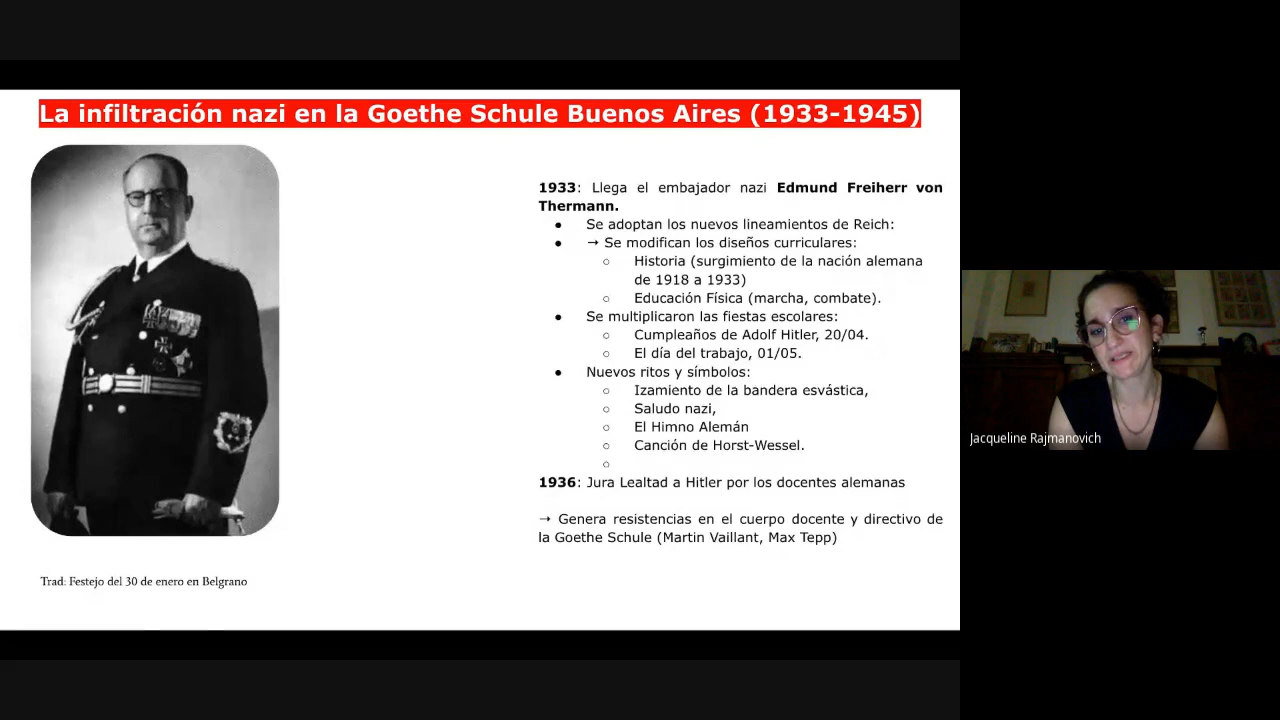 La infiltración nazi en la Goethe Schule Buenos Aires (1933-1945)
1933: Llega el embajador nazi Edmund Freiherr von
Thermann.
● Se adoptan los nuevos lineamientos de Reich:
● → Se modifican los diseños curriculares:
○ Historia (surgimiento de la nación alemana
de 1918 a 1933)
○ Educación Física (marcha, combate).
● Se multiplicaron las fiestas escolares:
○ Cumpleaños de Adolf Hitler, 20/04.
○ El día del trabajo, 01/05.
● Nuevos ritos y símbolos:
○ Izamiento de la bandera esvástica,
○ Saludo nazi,
○ El Himno Alemán
○ Canción de Horst-Wessel.
○
1936: Jura Lealtad a Hitler por los docentes alemanas
→ Genera resistencias en el cuerpo docente y directivo de
la Goethe Schule (Martin Vaillant, Max Tepp)
Trad: Festejo del 30 de enero en Belgrano
Jacqueline Rajmanovich